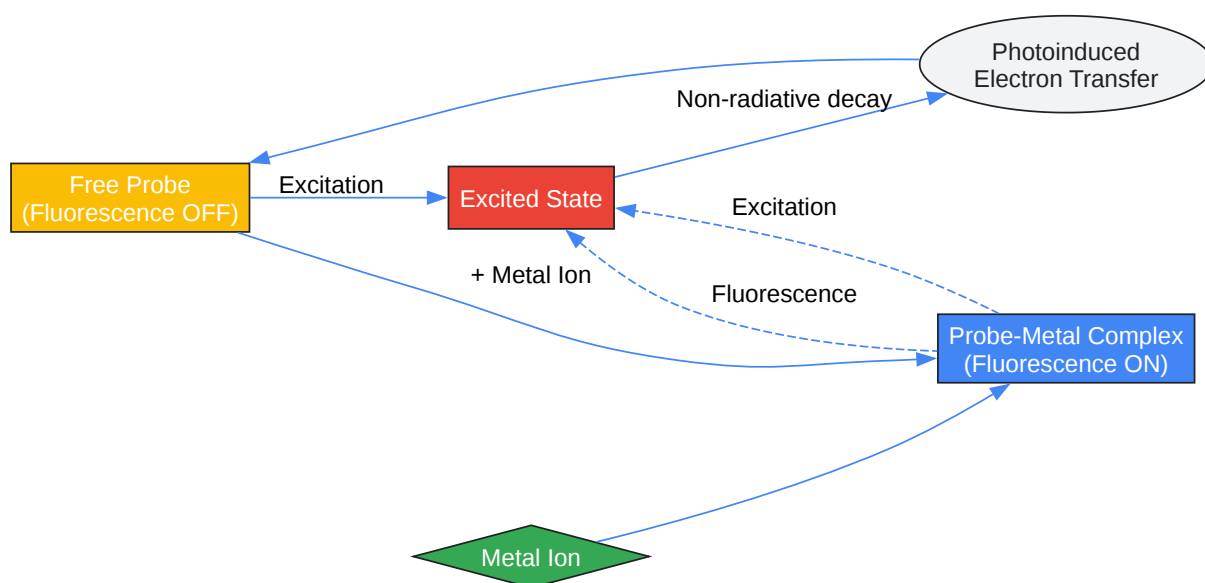 Photoinduced
Electron Transfer
Non-radiative decay
Free Probe
(Fluorescence OFF)
Excitation
Excited State
Excitation
+ Metal Ion
Fluorescence
Probe-Metal Complex
(Fluorescence ON)
Metal Ion